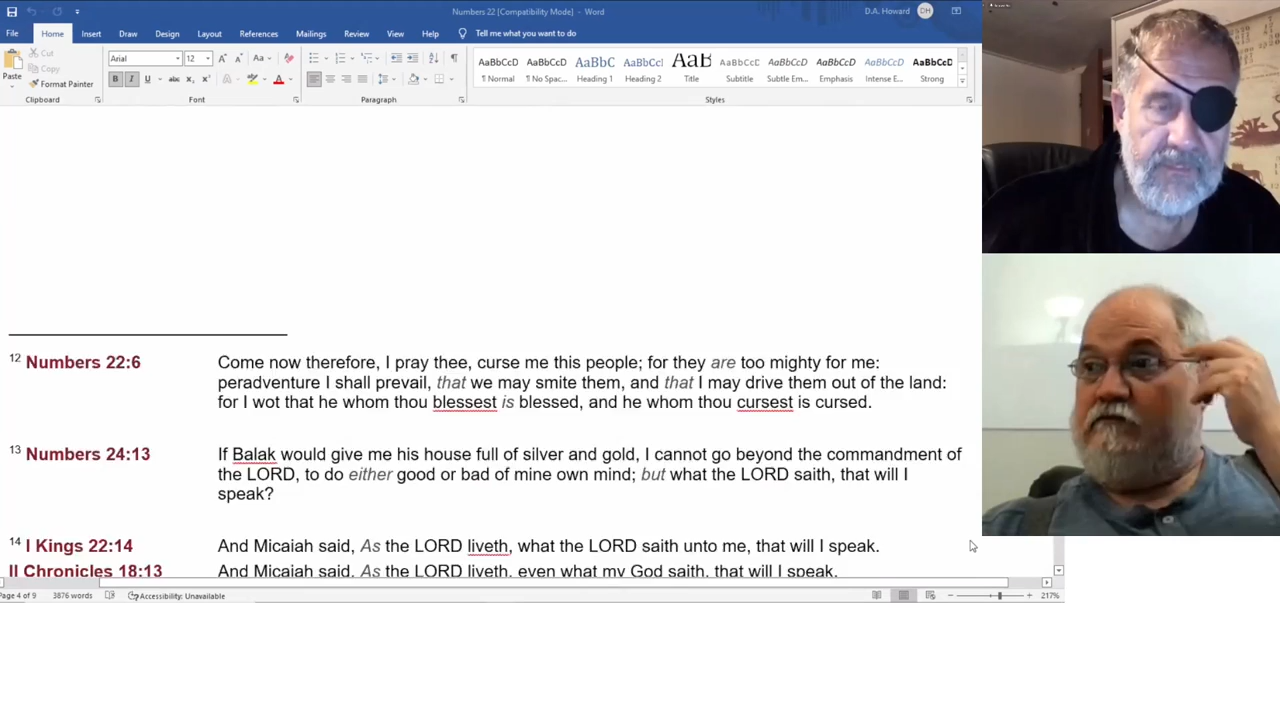 Numbers 22 [Compatibility Mode] - Word
D.A. Howard
DH
File Home Insert Draw Design Layout References Mailings Review View Help Tell me what you want to do
Paste
Cut
Copy
Format Painter
Arial 12
Aa
B I U
AaBbCcD AaBbCcD AaBbC AaBbCcI AaB AaBbCcD AaBbCcD AaBbCcD AaBbCcD AaBbCcD
¶ Normal ¶ No Spac... Heading 1 Heading 2 Title Subtitle Subtle Em... Emphasis Intense E... Strong
Clipboard Font Paragraph Styles
12 Numbers 22:6 Come now therefore, I pray thee, curse me this people; for they are too mighty for me:
peradventure I shall prevail, that we may smite them, and that I may drive them out of the land:
for I wot that he whom thou blessest is blessed, and he whom thou cursest is cursed.
13 Numbers 24:13 If Balak would give me his house full of silver and gold, I cannot go beyond the commandment of
the LORD, to do either good or bad of mine own mind; but what the LORD saith, that will I
speak?
14 I Kings 22:14 And Micaiah said, As the LORD liveth, what the LORD saith unto me, that will I speak.
II Chronicles 18:13 And Micaiah said, As the LORD liveth, even what my God saith, that will I speak.
Page 4 of 9 3876 words Accessibility: Unavailable 217%